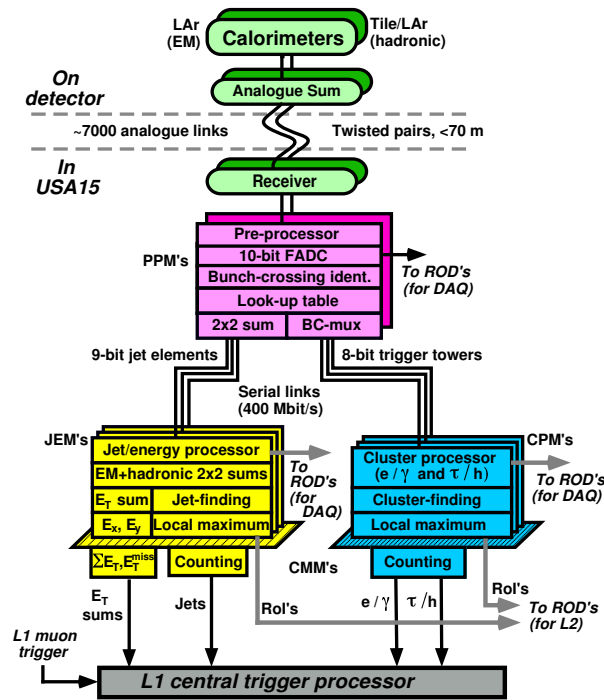 LAr
(EM)
Calorimeters
Tile/LAr
(hadronic)
On
detector
Analogue Sum
~7000 analogue links
Twisted pairs, <70 m
In
USA15
Receiver
PPM's
Pre-processor
10-bit FADC
Bunch-crossing ident.
Look-up table
2x2 sum
BC-mux
To ROD's
(for DAQ)
9-bit jet elements
8-bit trigger towers
Serial links
(400 Mbit/s)
JEM's
Jet/energy processor
EM+hadronic 2x2 sums
E_T sum
Jet-finding
E_x, E_y
Local maximum
To
ROD's
(for
DAQ)
CPM's
Cluster processor
(e/γ and τ/h)
Cluster-finding
Local maximum
To ROD's
(for DAQ)
ΣE_T, E_T^miss
Counting
CMM's
Counting
E_T
sums
Jets
RoI's
e/γ
τ/h
RoI's
To ROD's
(for L2)
L1 muon
trigger
L1 central trigger processor